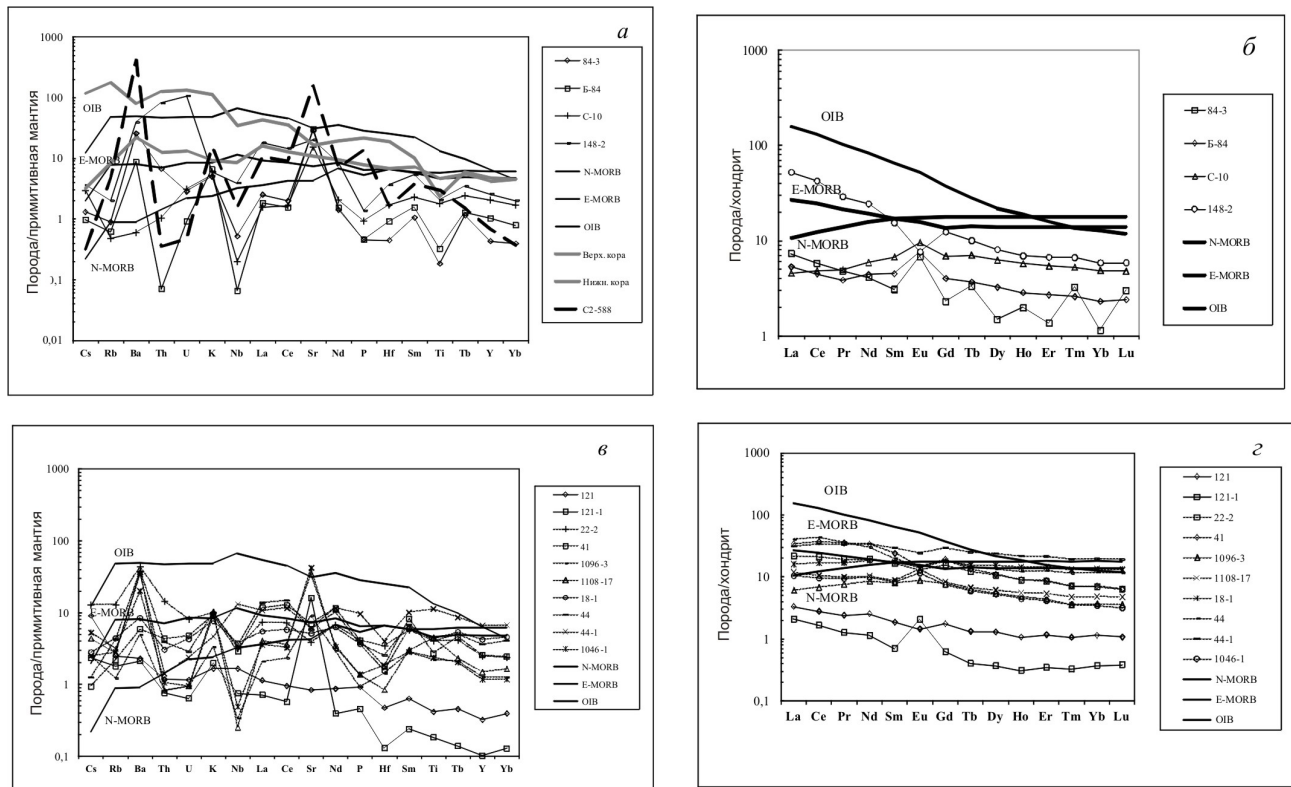 а
Порода/примитивная мантия
1000
100
10
1
0,1
0,01
OIB
E-MORB
N-MORB
Cs Rb Ba Th U K Nb La Ce Sr Nd P Hf Sm Ti Tb Y Yb
84-3
Б-84
С-10
148-2
N-MORB
E-MORB
OIB
Верх. кора
Нижн. кора
С2-588
б
Порода/хондрит
1000
100
10
1
OIB
E-MORB
N-MORB
La Ce Pr Nd Sm Eu Gd Tb Dy Ho Er Tm Yb Lu
84-3
Б-84
С-10
148-2
N-MORB
E-MORB
OIB
в
Порода/примитивная мантия
1000
100
10
1
0,1
OIB
E-MORB
N-MORB
Cs Rb Ba Th U K Nb La Ce Sr Nd P Hf Sm Ti Tb Y Yb
121
121-1
22-2
41
1096-3
1108-17
18-1
44
44-1
1046-1
N-MORB
E-MORB
OIB
г
Порода/хондрит
1000
100
10
1
0,1
OIB
E-MORB
N-MORB
La Ce Pr Nd Sm Eu Gd Tb Dy Ho Er Tm Yb Lu
121
121-1
22-2
41
1096-3
1108-17
18-1
44
44-1
1046-1
N-MORB
E-MORB
OIB